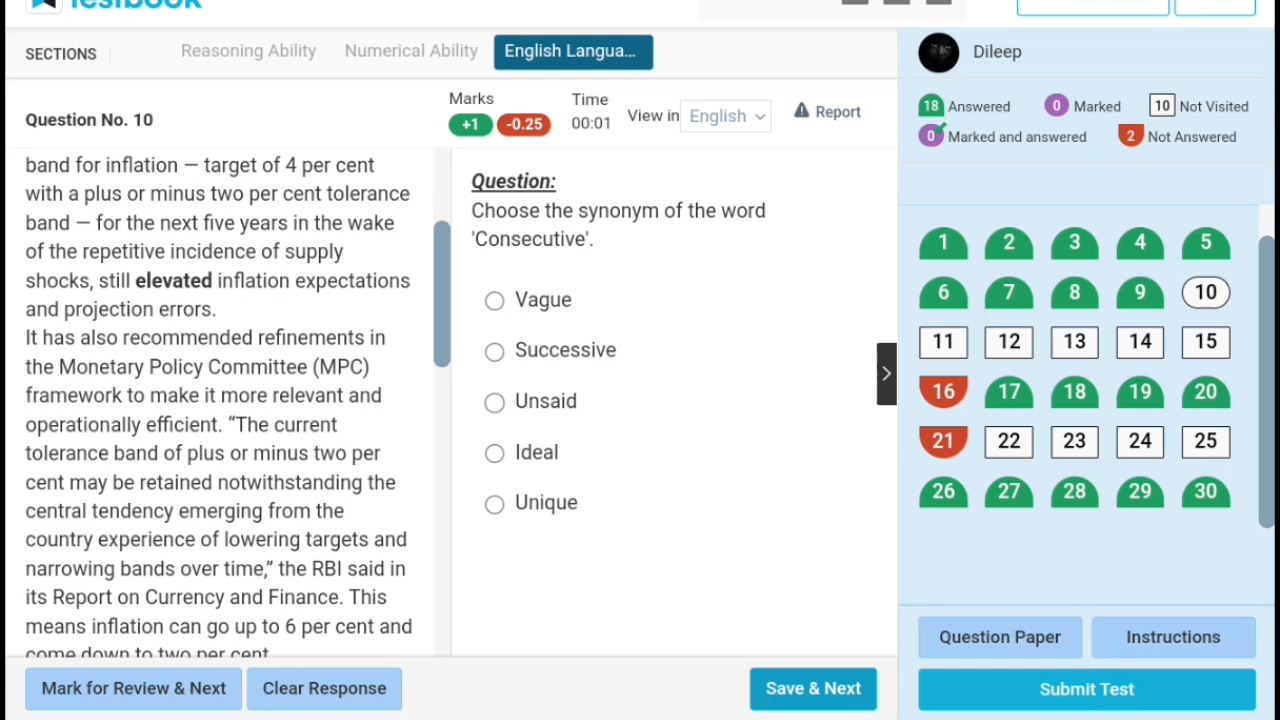 Testbook
SECTIONS
Reasoning Ability
Numerical Ability
English Langua...
Dileep
18 Answered
0 Marked
10 Not Visited
0 Marked and answered
2 Not Answered
Question No. 10
Marks
+1 -0.25
Time
00:01
View in English
Report
band for inflation — target of 4 per cent
with a plus or minus two per cent tolerance
band — for the next five years in the wake
of the repetitive incidence of supply
shocks, still elevated inflation expectations
and projection errors.
It has also recommended refinements in
the Monetary Policy Committee (MPC)
framework to make it more relevant and
operationally efficient. “The current
tolerance band of plus or minus two per
cent may be retained notwithstanding the
central tendency emerging from the
country experience of lowering targets and
narrowing bands over time,” the RBI said in
its Report on Currency and Finance. This
means inflation can go up to 6 per cent and
come down to two per cent
Question:
Choose the synonym of the word
'Consecutive'.
Vague
Successive
Unsaid
Ideal
Unique
1 2 3 4 5
6 7 8 9 10
11 12 13 14 15
16 17 18 19 20
21 22 23 24 25
26 27 28 29 30
Question Paper
Instructions
Mark for Review & Next
Clear Response
Save & Next
Submit Test